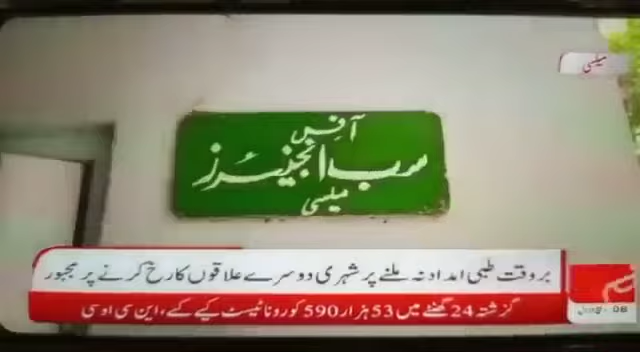 میلسی
آفس
سب انجنیئرز
میلسی
بروقت طبی امداد نہ ملنے پر شہری دوسرے علاقوں کا رخ کرنے پر مجبور
گزشتہ 24 گھنٹے میں 53 ہزار 590 کورونا ٹیسٹ کیے گئے، این سی او سی